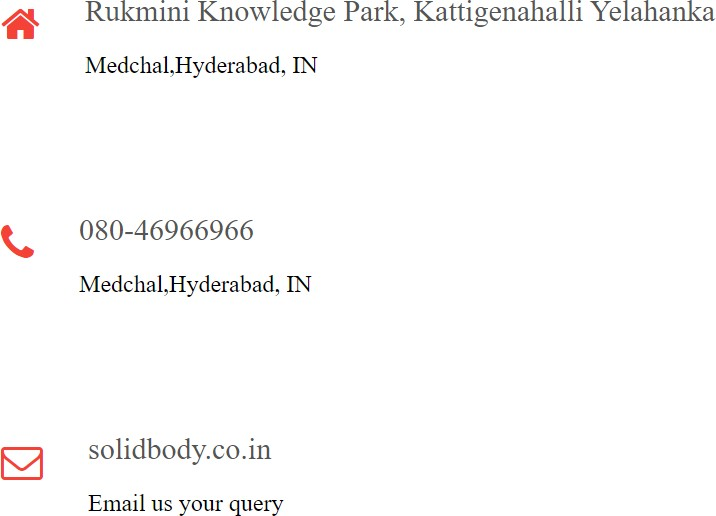 Rukmini Knowledge Park, Kattigenahalli Yelahanka
Medchal,Hyderabad, IN
080-46966966
Medchal,Hyderabad, IN
solidbody.co.in
Email us your query